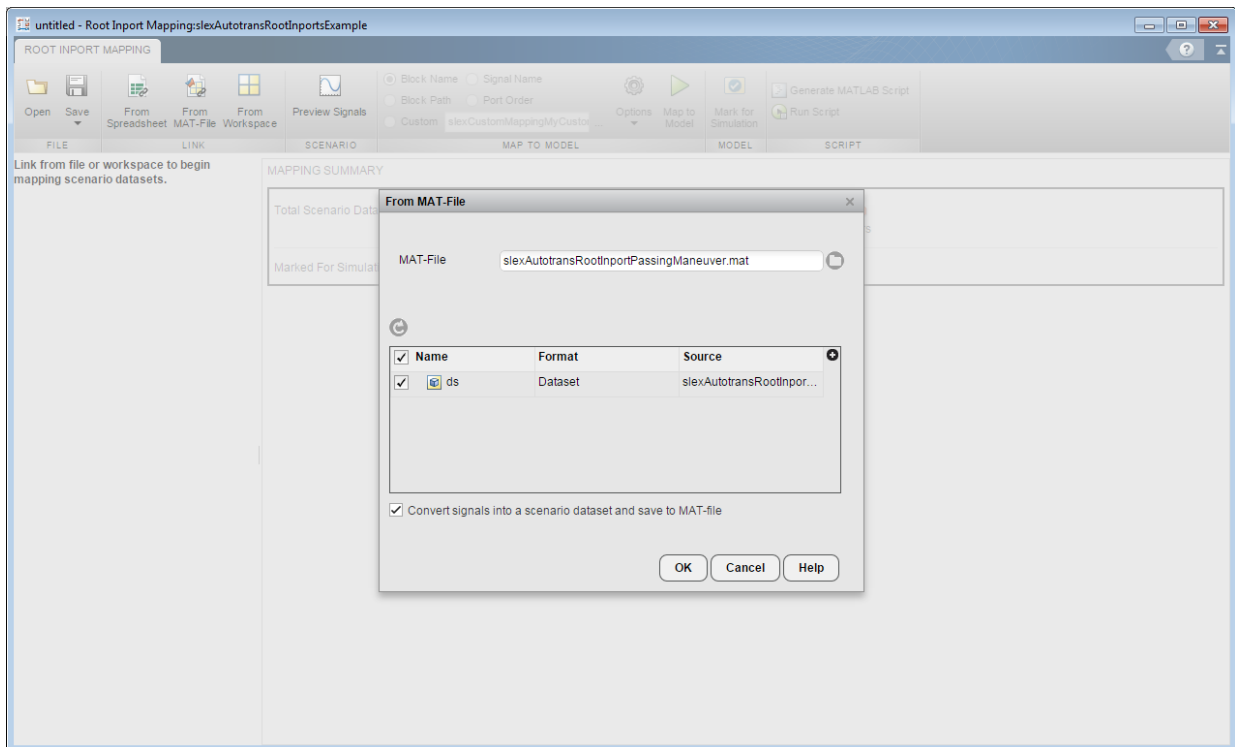 untitled - Root Inport Mapping:slexAutotransRootInportsExample
ROOT INPORT MAPPING
?
Open
Save
From Spreadsheet
From MAT-File
From Workspace
Preview Signals
Block Name
Signal Name
Block Path
Port Order
Custom
slexCustomMappingMyCusto
...
Options
Map to Model
Mark for Simulation
Generate MATLAB Script
Run Script
FILE
LINK
SCENARIO
MAP TO MODEL
MODEL
SCRIPT
Link from file or workspace to begin
mapping scenario datasets.
MAPPING SUMMARY
Total Scenario Data
Marked For Simulat
From MAT-File
MAT-File
slexAutotransRootInportPassingManeuver.mat
Name
Format
Source
ds
Dataset
slexAutotransRootInpor...
Convert signals into a scenario dataset and save to MAT-file
OK
Cancel
Help